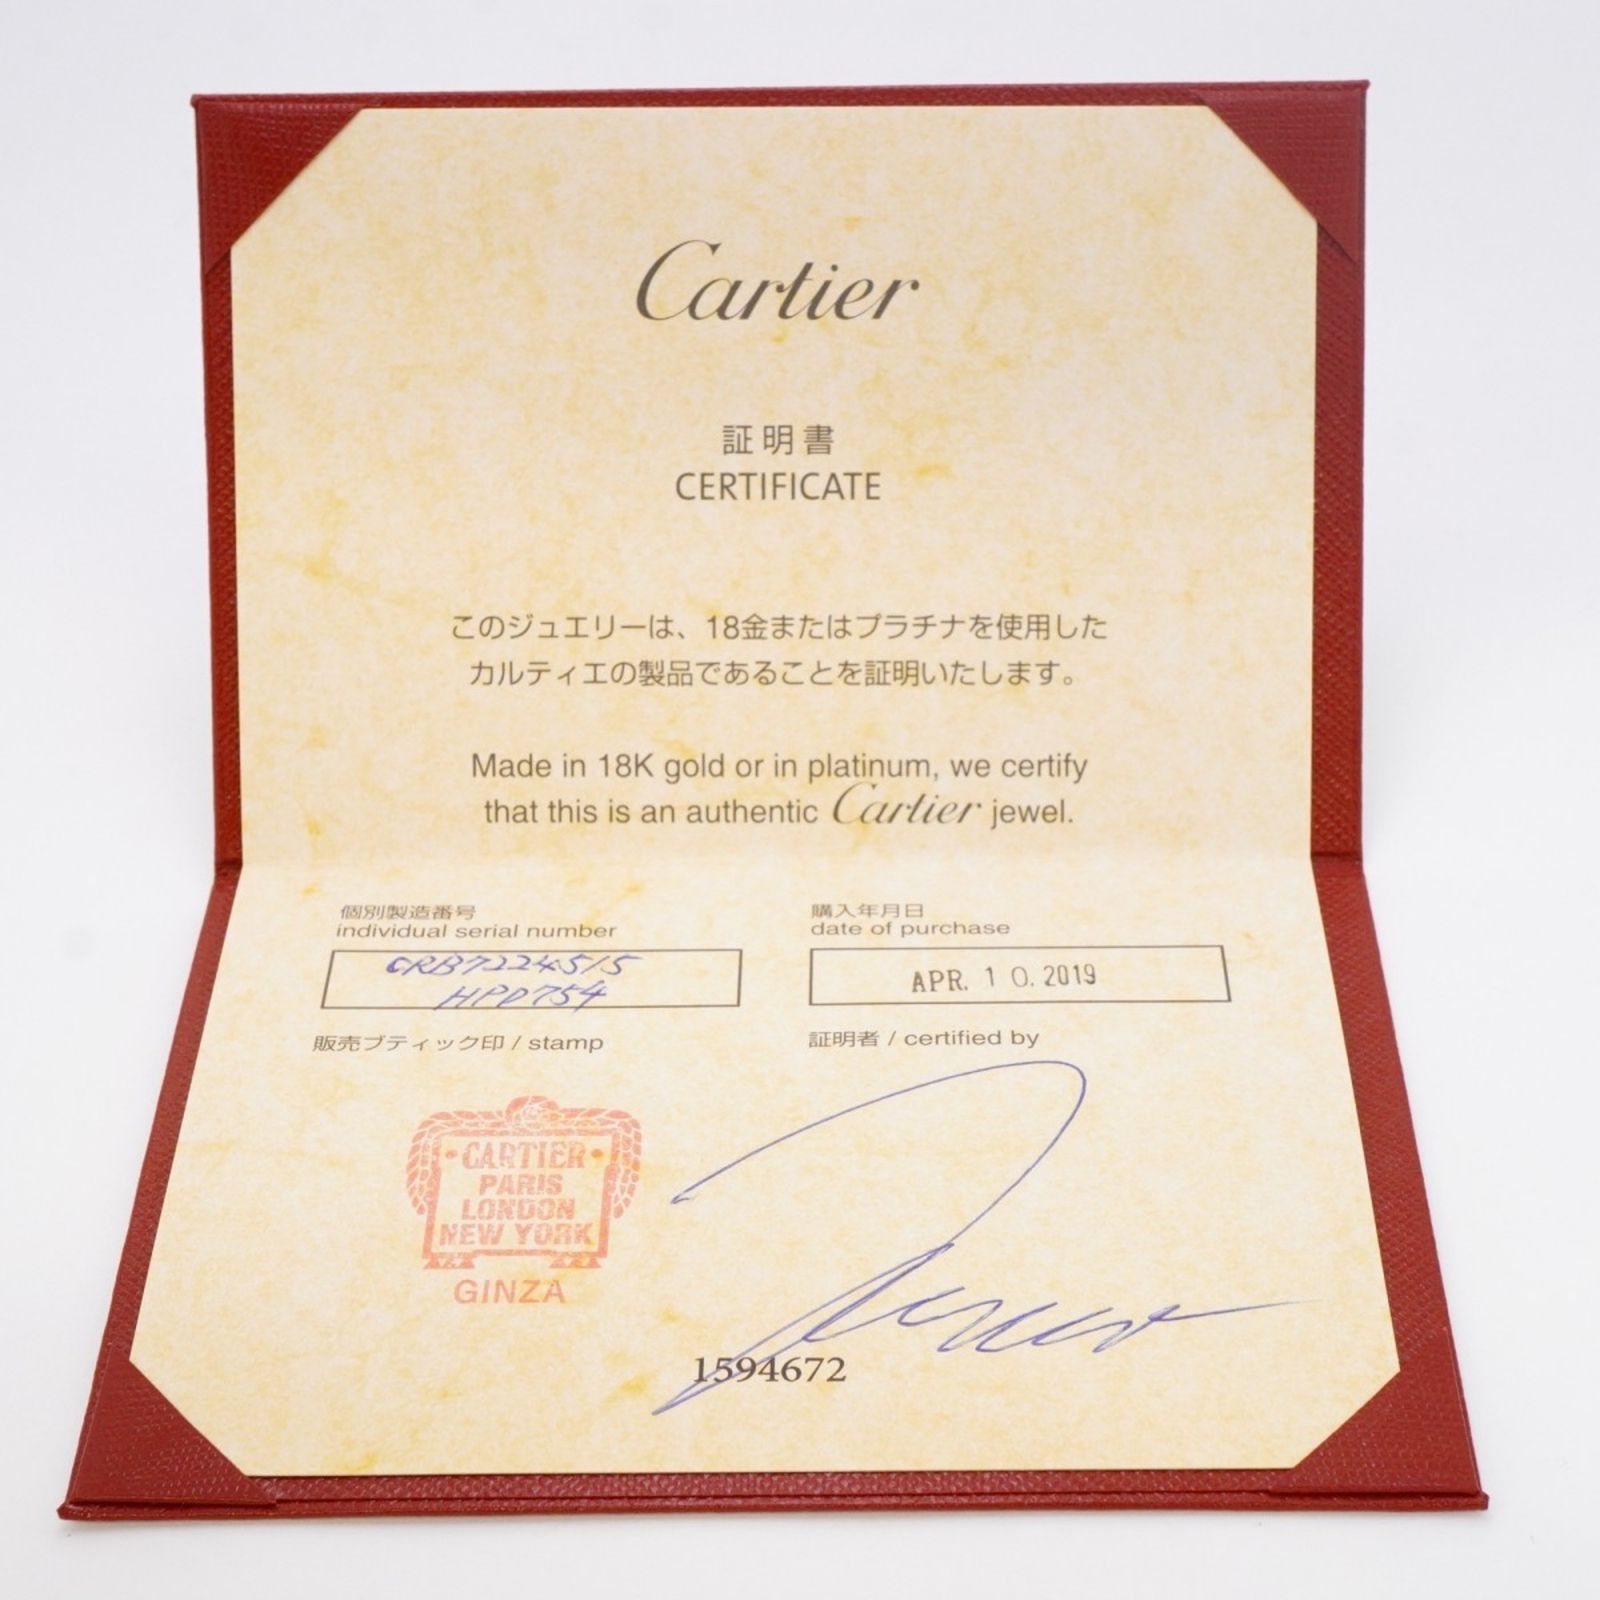 Cartier
証明書
CERTIFICATE
このジュエリーは、18金またはプラチナを使用した
カルティエの製品であることを証明いたします。
Made in 18K gold or in platinum, we certify
that this is an authentic Cartier jewel.
個別製造番号
individual serial number
CRB7224515
HPD754
購入年月日
date of purchase
APR. 10. 2019
販売ブティック印 / stamp
証明者 / certified by
CARTIER
PARIS
LONDON
NEW YORK
GINZA
1594672